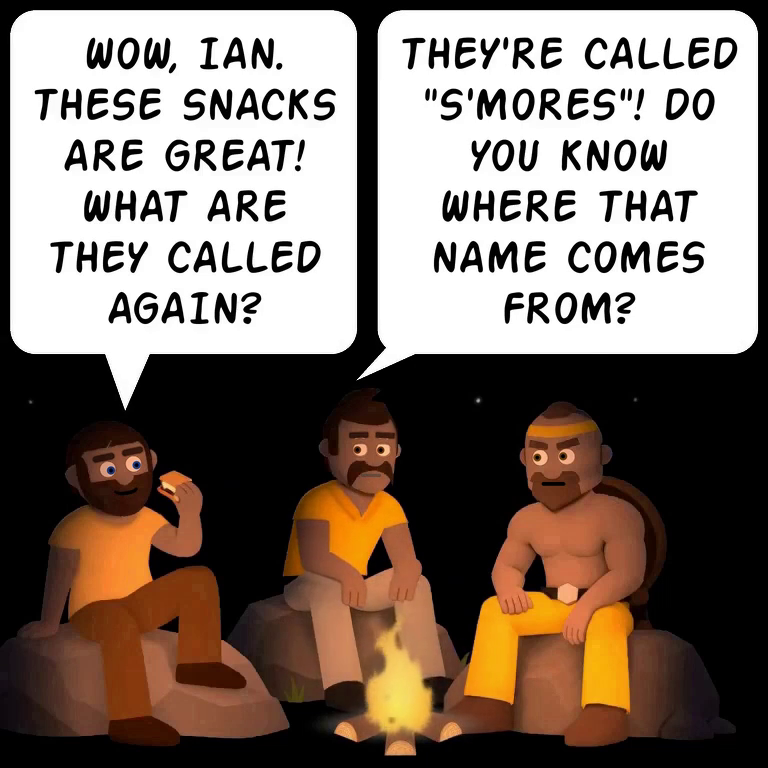 WOW, IAN.
THESE SNACKS
ARE GREAT!
WHAT ARE
THEY CALLED
AGAIN?
THEY'RE CALLED
"S'MORES"! DO
YOU KNOW
WHERE THAT
NAME COMES
FROM?